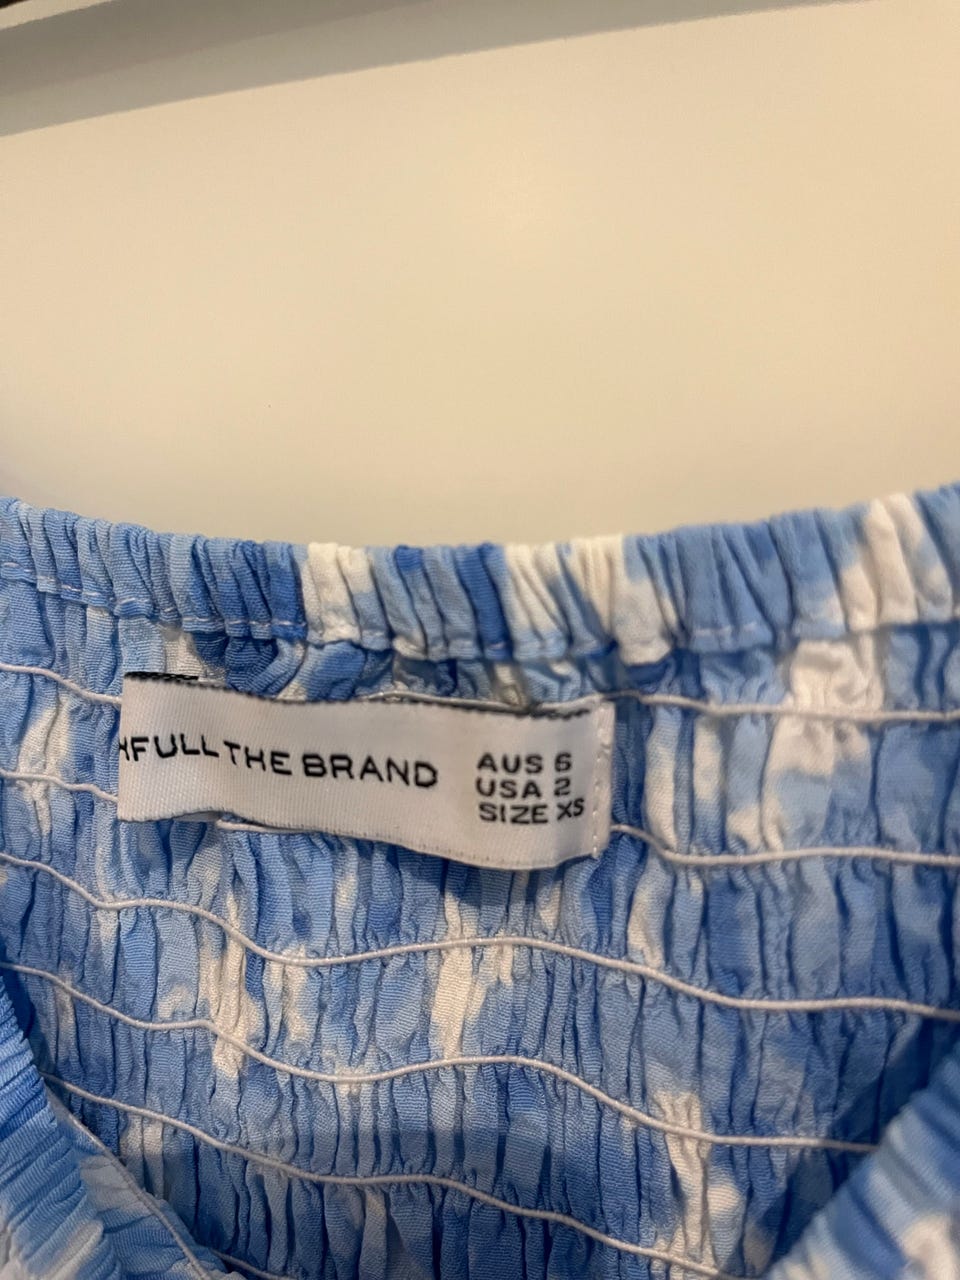 HFULL THE BRAND
AUS 6
USA 2
SIZE XS